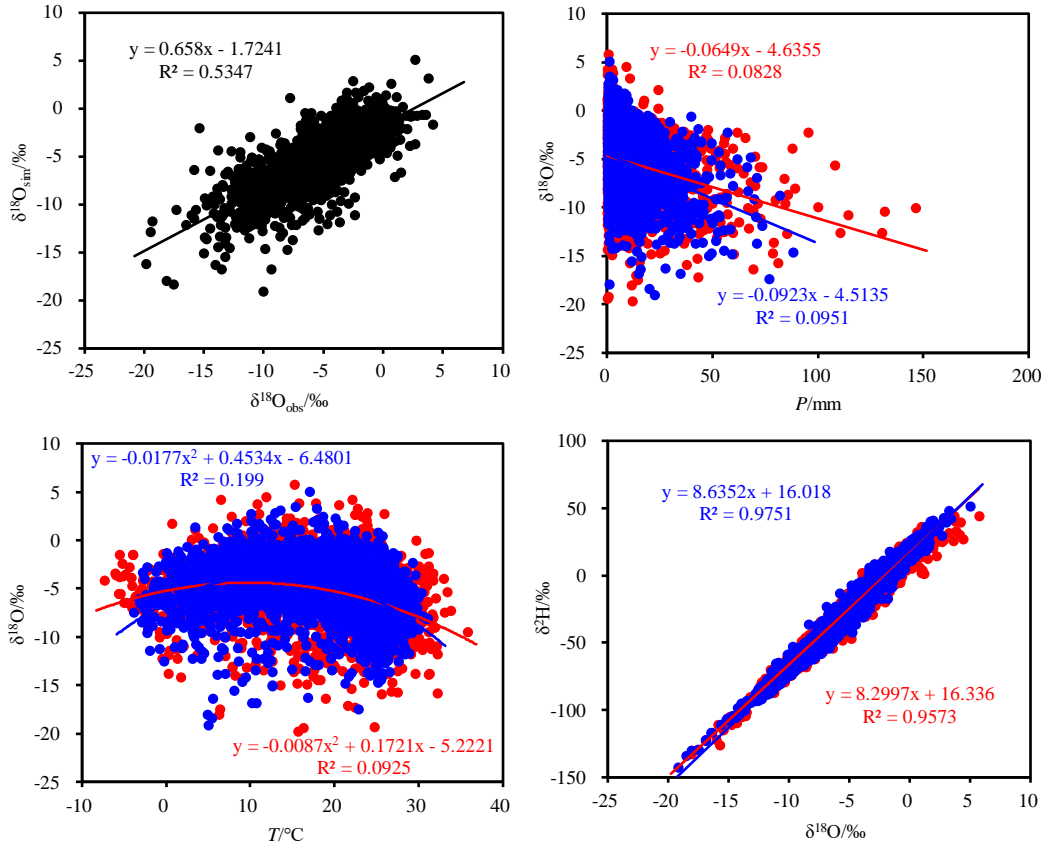 10
5
0
-5
-10
-15
-20
-25
-25
-20
-15
-10
-5
0
5
10
y = 0.658x - 1.7241
R² = 0.5347
δ¹⁸Oₛᵢₘ/‰
δ¹⁸Oobs/‰
10
5
0
-5
-10
-15
-20
-25
0
50
100
150
200
y = -0.0649x - 4.6355
R² = 0.0828
y = -0.0923x - 4.5135
R² = 0.0951
δ¹⁸O/‰
P/mm
10
5
0
-5
-10
-15
-20
-25
-10
0
10
20
30
40
y = -0.0177x² + 0.4534x - 6.4801
R² = 0.199
y = -0.0087x² + 0.1721x - 5.2221
R² = 0.0925
δ¹⁸O/‰
T/°C
100
50
0
-50
-100
-150
-25
-20
-15
-10
-5
0
5
10
y = 8.6352x + 16.018
R² = 0.9751
y = 8.2997x + 16.336
R² = 0.9573
δ²H/‰
δ¹⁸O/‰